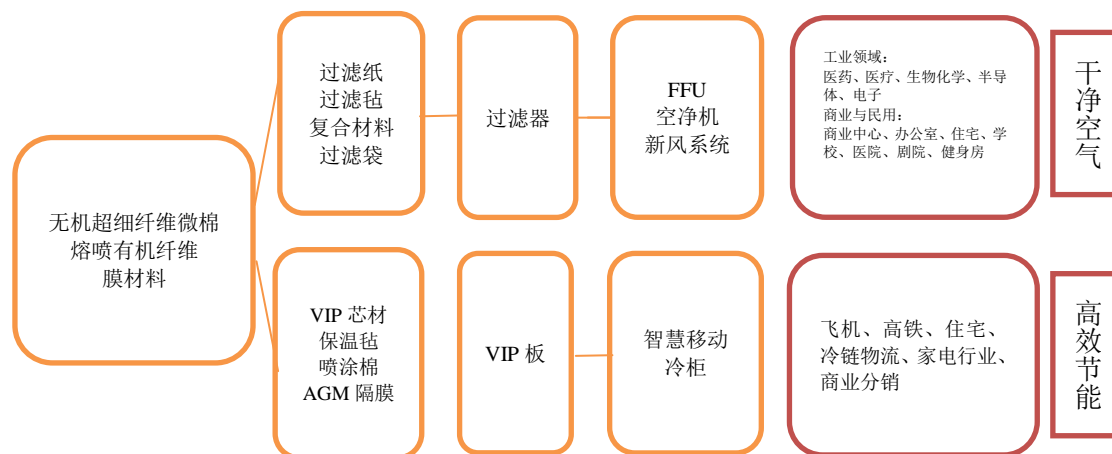 无机超细纤维微棉
熔喷有机纤维
膜材料
过滤纸
过滤毡
复合材料
过滤袋
过滤器
FFU
空净机
新风系统
工业领域：
医药、医疗、生物化学、半导
体、电子
商业与民用：
商业中心、办公室、住宅、学
校、医院、剧院、健身房
干净空气
VIP 芯材
保温毡
喷涂棉
AGM 隔膜
VIP 板
智慧移动
冷柜
飞机、高铁、住宅、
冷链物流、家电行业、
商业分销
高效节能